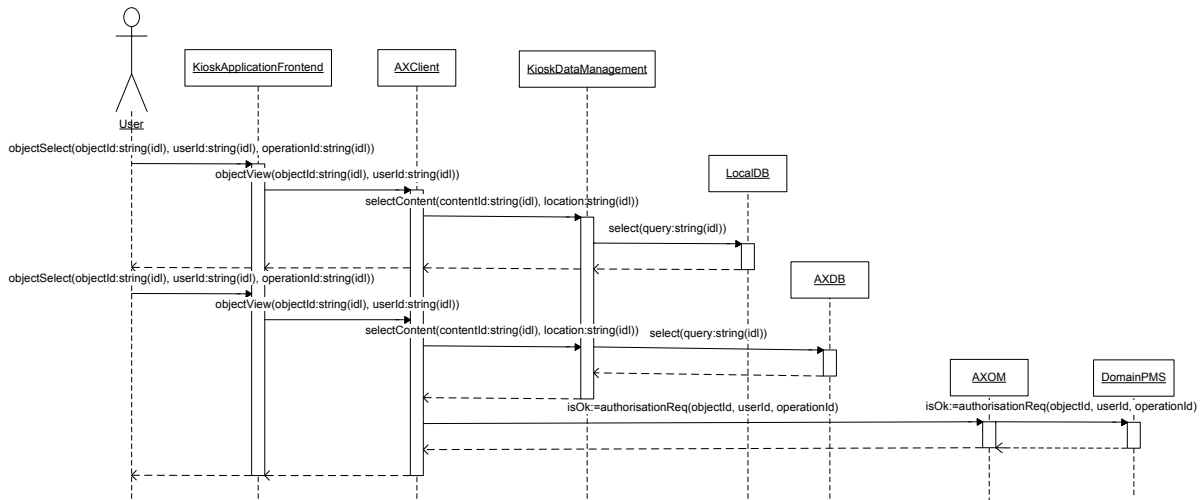 KioskApplicationFrontend
AXClient
KioskDataManagement
User
objectSelect(objectId:string(idl), userId:string(idl), operationId:string(idl))
objectView(objectId:string(idl), userId:string(idl))
LocalDB
selectContent(contentId:string(idl), location:string(idl))
select(query:string(idl))
objectSelect(objectId:string(idl), userId:string(idl), operationId:string(idl))
AXDB
objectView(objectId:string(idl), userId:string(idl))
selectContent(contentId:string(idl), location:string(idl))
select(query:string(idl))
AXOM
DomainPMS
isOk:=authorisationReq(objectId, userId, operationId)
isOk:=authorisationReq(objectId, userId, operationId)